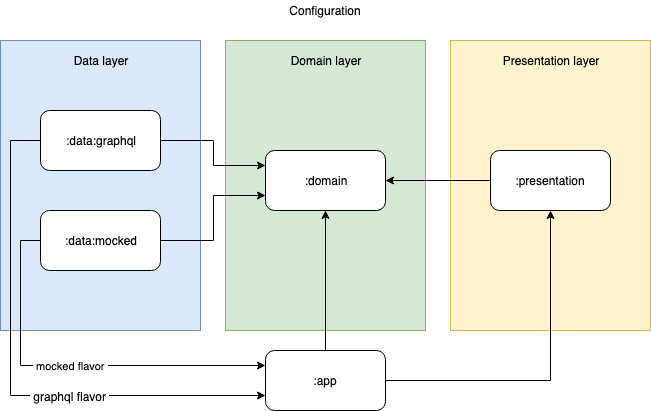 Configuration
Data layer
Domain layer
Presentation layer
:data:graphql
:domain
:presentation
:data:mocked
mocked flavor
:app
graphql flavor